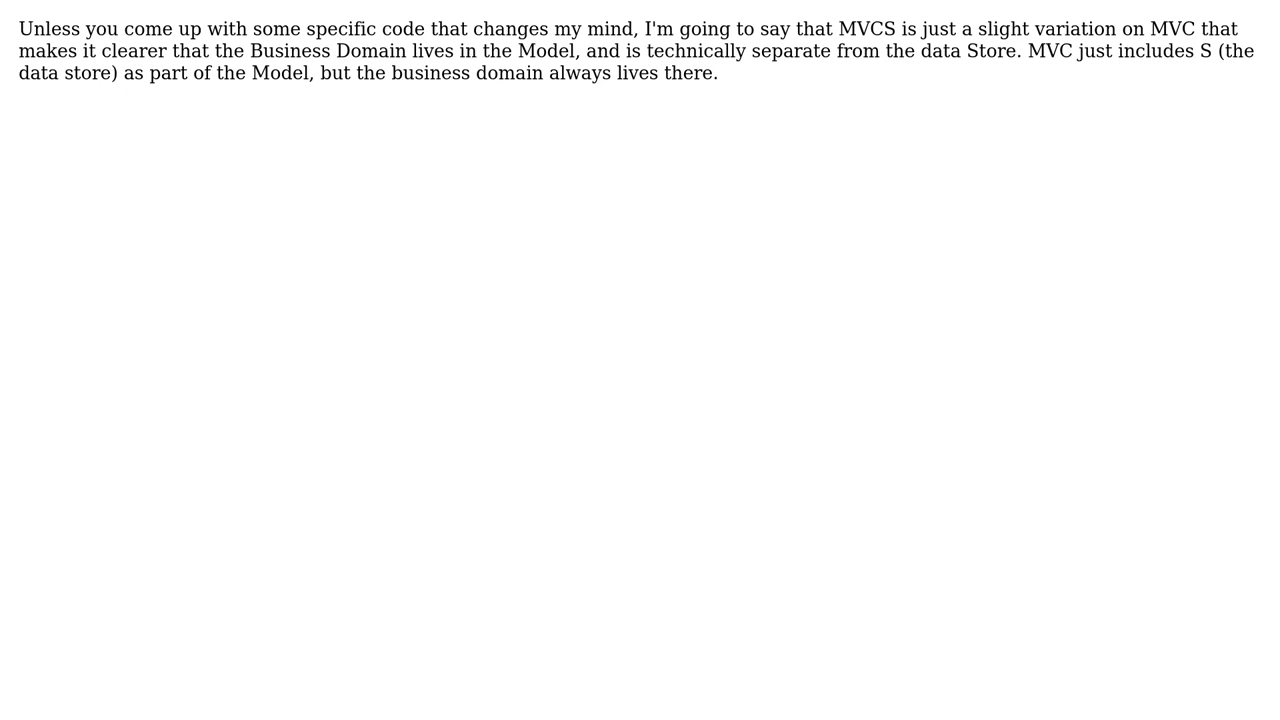 Unless you come up with some specific code that changes my mind, I'm going to say that MVCS is just a slight variation on MVC that
makes it clearer that the Business Domain lives in the Model, and is technically separate from the data Store. MVC just includes S (the
data store) as part of the Model, but the business domain always lives there.